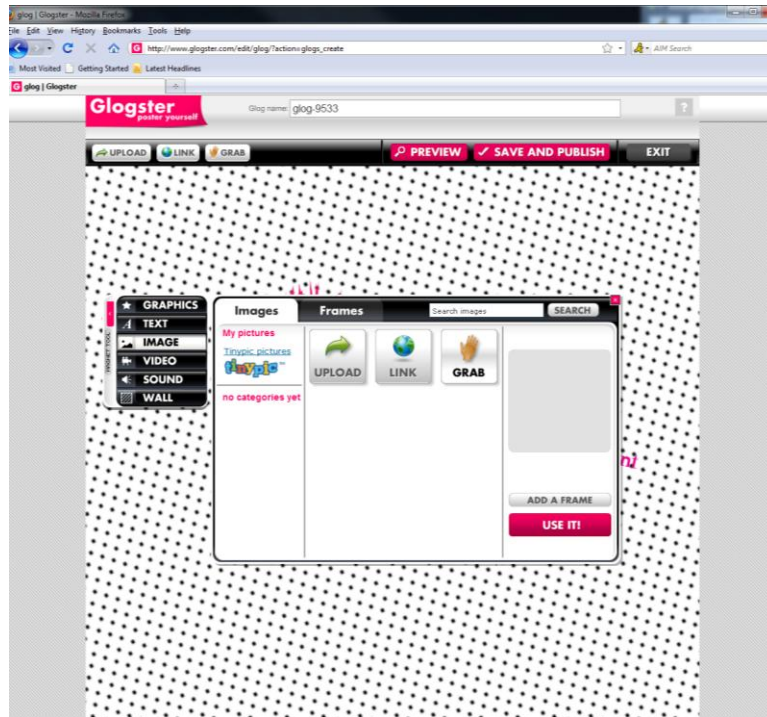 glog | Glogster - Mozilla Firefox
File Edit View History Bookmarks Tools Help
http://www.glogster.com/edit/glog/?action=glogs_create
AIM Search
Most Visited Getting Started Latest Headlines
glog | Glogster
Glogster
poster yourself
Glog name: glog-9533
?
UPLOAD LINK GRAB
PREVIEW SAVE AND PUBLISH EXIT
MAGNET TOOL
GRAPHICS
TEXT
IMAGE
VIDEO
SOUND
WALL
Images Frames Search images SEARCH
My pictures
Tinypic pictures
tinypic
no categories yet
UPLOAD LINK GRAB
ADD A FRAME
USE IT!